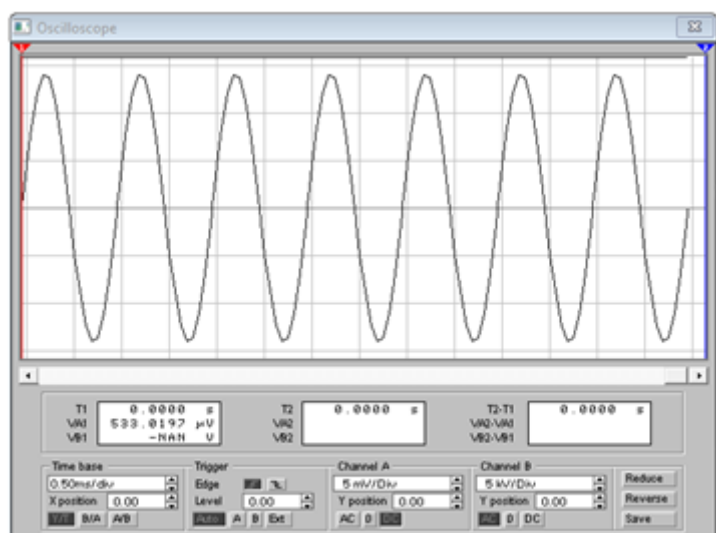 Oscilloscope
T1 0.0000 s T2 0.0000 s T2-T1 0.0000 s
VA1 533.0197 µV VA2 VA2-VA1
VB1 -NAN V VB2 VB2-VB1
Time base Trigger Channel A Channel B
0.50ms/div Edge 5 mV/Div 5 kV/Div Reduce
X position 0.00 Level 0.00 Y position 0.00 Y position 0.00 Reverse
Y/T B/A A/B Auto A B Ext AC 0 DC AC 0 DC Save